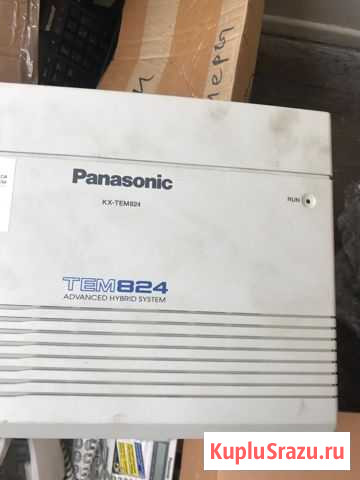 Panasonic
KX-TEM824
RUN
TEM824
ADVANCED HYBRID SYSTEM
KupluSrazu.ru